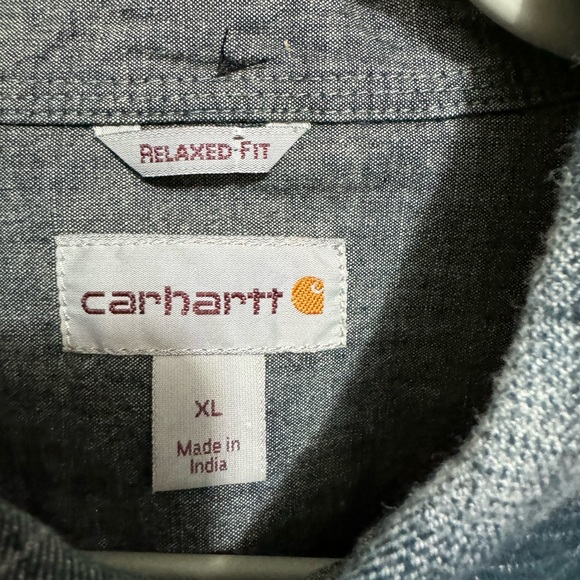 RELAXED-FIT
carhartt
XL
Made in
India